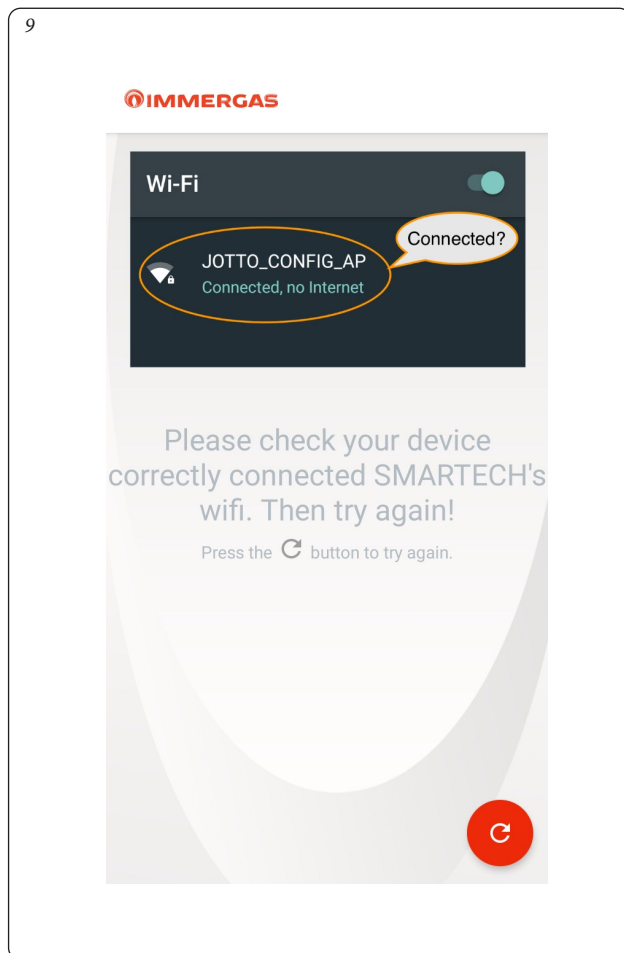 9
IMMERGAS
Wi-Fi
Connected?
JOTTO_CONFIG_AP
Connected, no Internet
Please check your device
correctly connected SMARTECH's
wifi. Then try again!
Press the button to try again.